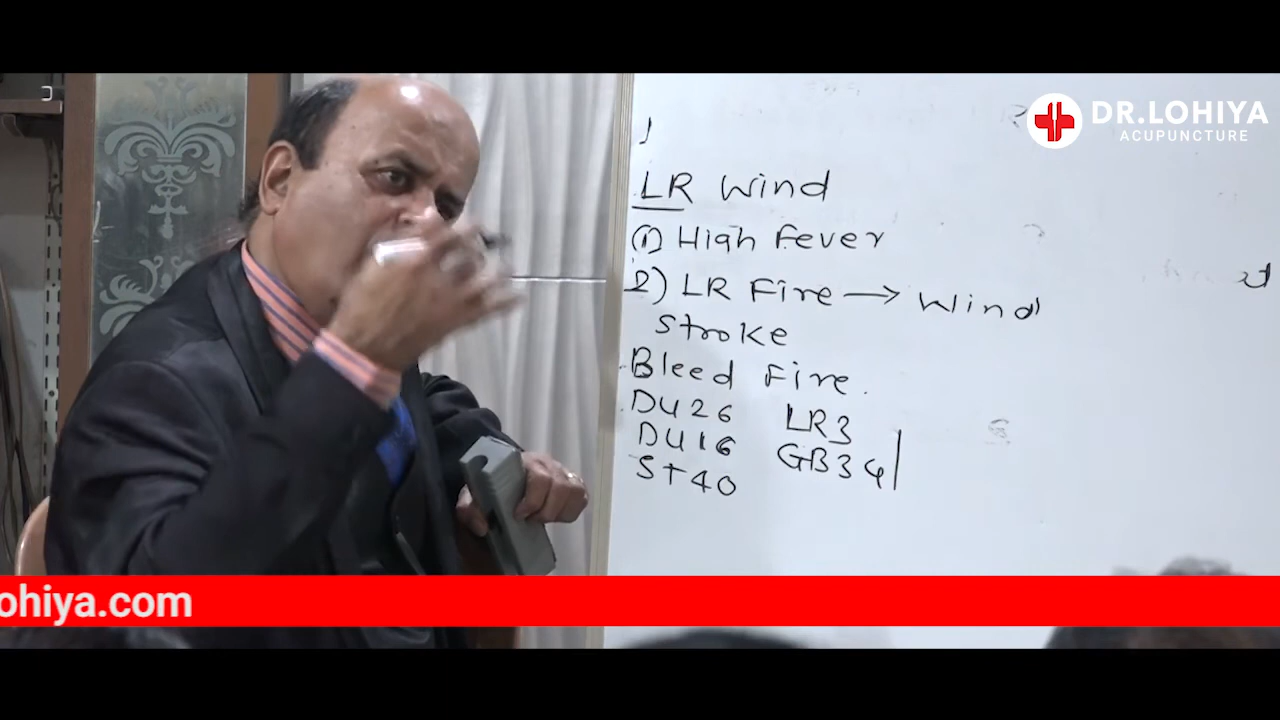 DR.LOHIYA
ACUPUNCTURE
LR Wind
1) High Fever
2) LR Fire → Wind
Stroke
Bleed Fire.
DU26 LR3
DU16 GB34
ST40
ohiya.com